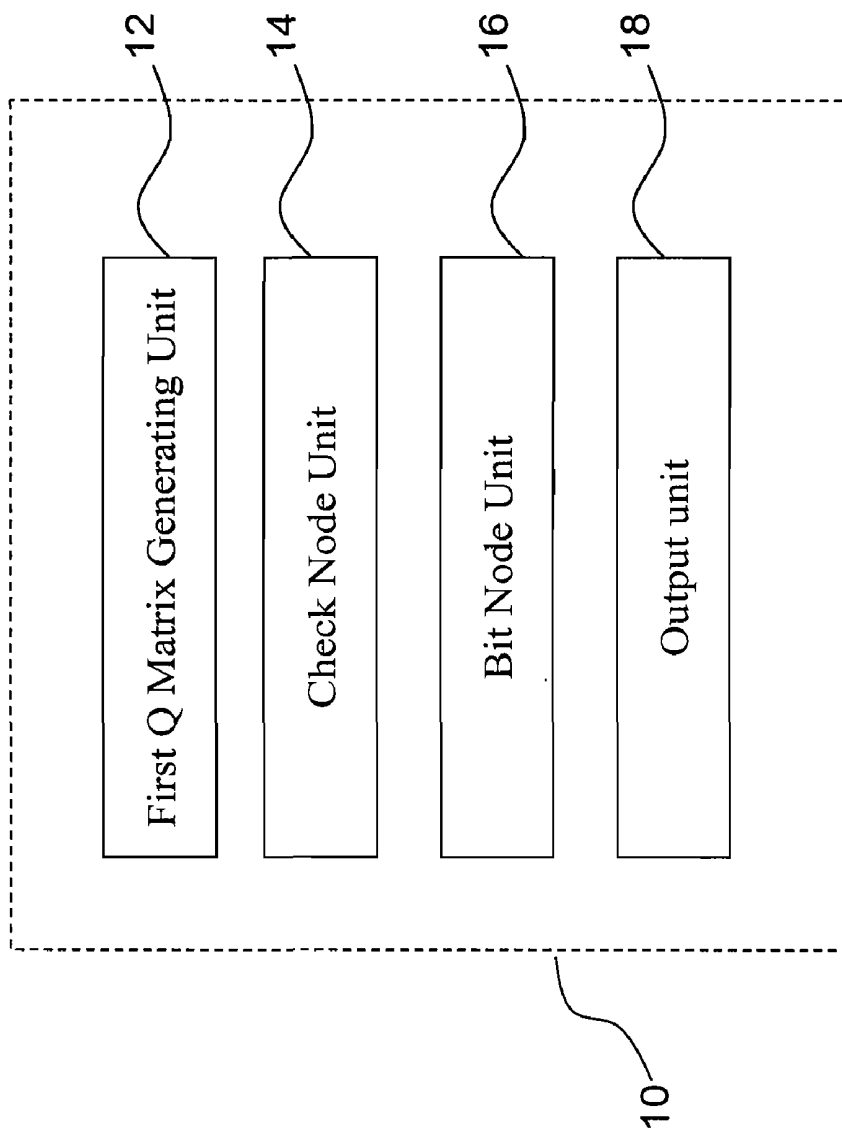 First Q Matrix Generating Unit
12
Check Node Unit
14
Bit Node Unit
16
Output unit
18
10